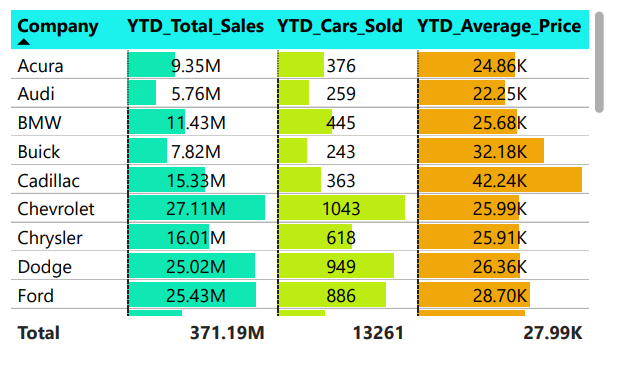 Company YTD_Total_Sales YTD_Cars_Sold YTD_Average_Price
Acura 9.35M 376 24.86K
Audi 5.76M 259 22.25K
BMW 11.43M 445 25.68K
Buick 7.82M 243 32.18K
Cadillac 15.33M 363 42.24K
Chevrolet 27.11M 1043 25.99K
Chrysler 16.01M 618 25.91K
Dodge 25.02M 949 26.36K
Ford 25.43M 886 28.70K
Total 371.19M 13261 27.99K